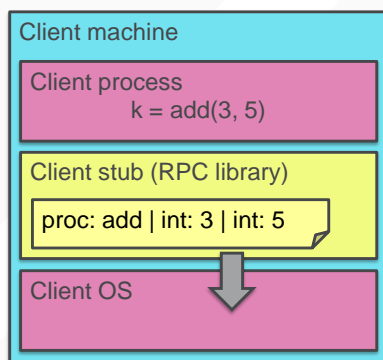 Client machine
Client process
k = add(3, 5)
Client stub (RPC library)
proc: add | int: 3 | int: 5
Client OS